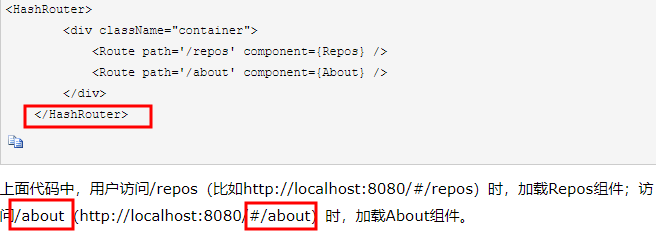 <HashRouter>
<div className="container">
<Route path='/repos' component={Repos} />
<Route path='/about' component={About} />
</div>
</HashRouter>
上面代码中，用户访问/repos（比如http://localhost:8080/#/repos）时，加载Repos组件；访
问/about（http://localhost:8080/#/about）时，加载About组件。